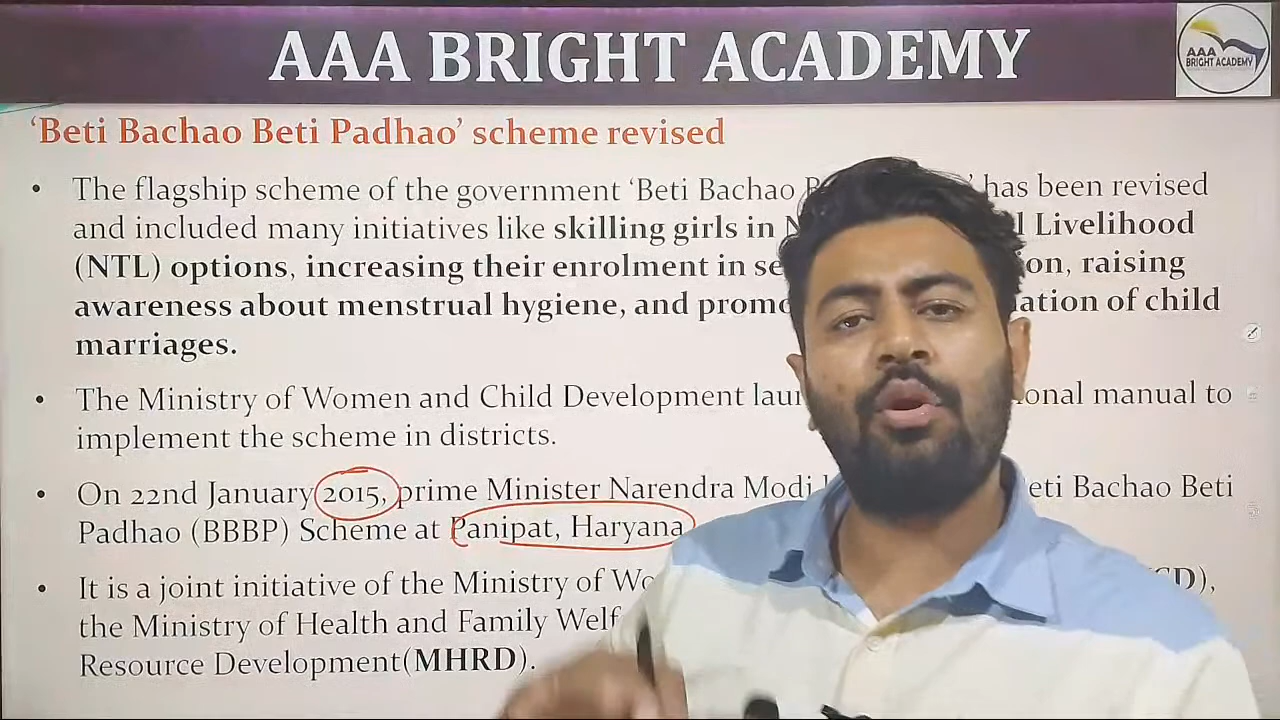 AAA BRIGHT ACADEMY
AAA
BRIGHT ACADEMY
‘Beti Bachao Beti Padhao’ scheme revised
• The flagship scheme of the government ‘Beti Bachao ’ has been revised
and included many initiatives like skilling girls in Livelihood
(NTL) options, increasing their enrolment in raising
awareness about menstrual hygiene, and of child
marriages.
• The Ministry of Women and Child Development manual to
implement the scheme in districts.
• On 22nd January 2015, prime Minister Narendra Modi Bachao Beti
Padhao (BBBP) Scheme at Panipat, Haryana
• It is a joint initiative of the Ministry of
the Ministry of Health and Family
Resource Development(MHRD).